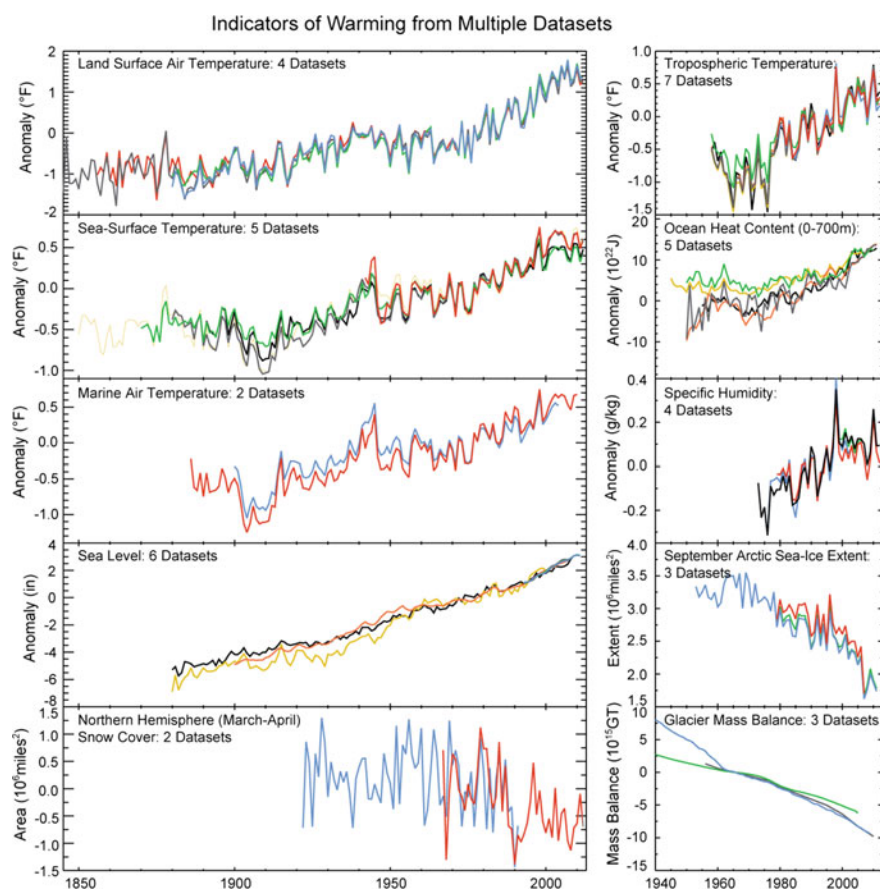 Indicators of Warming from Multiple Datasets
Land Surface Air Temperature: 4 Datasets
Anomaly (°F)
2
1
0
-1
-2
Sea-Surface Temperature: 5 Datasets
Anomaly (°F)
0.5
0.0
-0.5
-1.0
Marine Air Temperature: 2 Datasets
Anomaly (°F)
0.5
0.0
-0.5
-1.0
Sea Level: 6 Datasets
Anomaly (in)
4
2
0
-2
-4
-6
-8
Northern Hemisphere (March-April)
Snow Cover: 2 Datasets
Area (10⁶miles²)
1.5
1.0
0.5
0.0
-0.5
-1.0
-1.5
1850
1900
1950
2000
Tropospheric Temperature:
7 Datasets
Anomaly (°F)
1.0
0.5
0.0
-0.5
-1.0
-1.5
Ocean Heat Content (0-700m):
5 Datasets
Anomaly (10²²J)
20
10
0
-10
Specific Humidity:
4 Datasets
Anomaly (g/kg)
0.4
0.2
0.0
-0.2
September Arctic Sea-Ice Extent:
3 Datasets
Extent (10⁶miles²)
4.0
3.5
3.0
2.5
2.0
1.5
Glacier Mass Balance: 3 Datasets
Mass Balance (10¹⁵GT)
10
5
0
-5
-10
-15
1940
1960
1980
2000